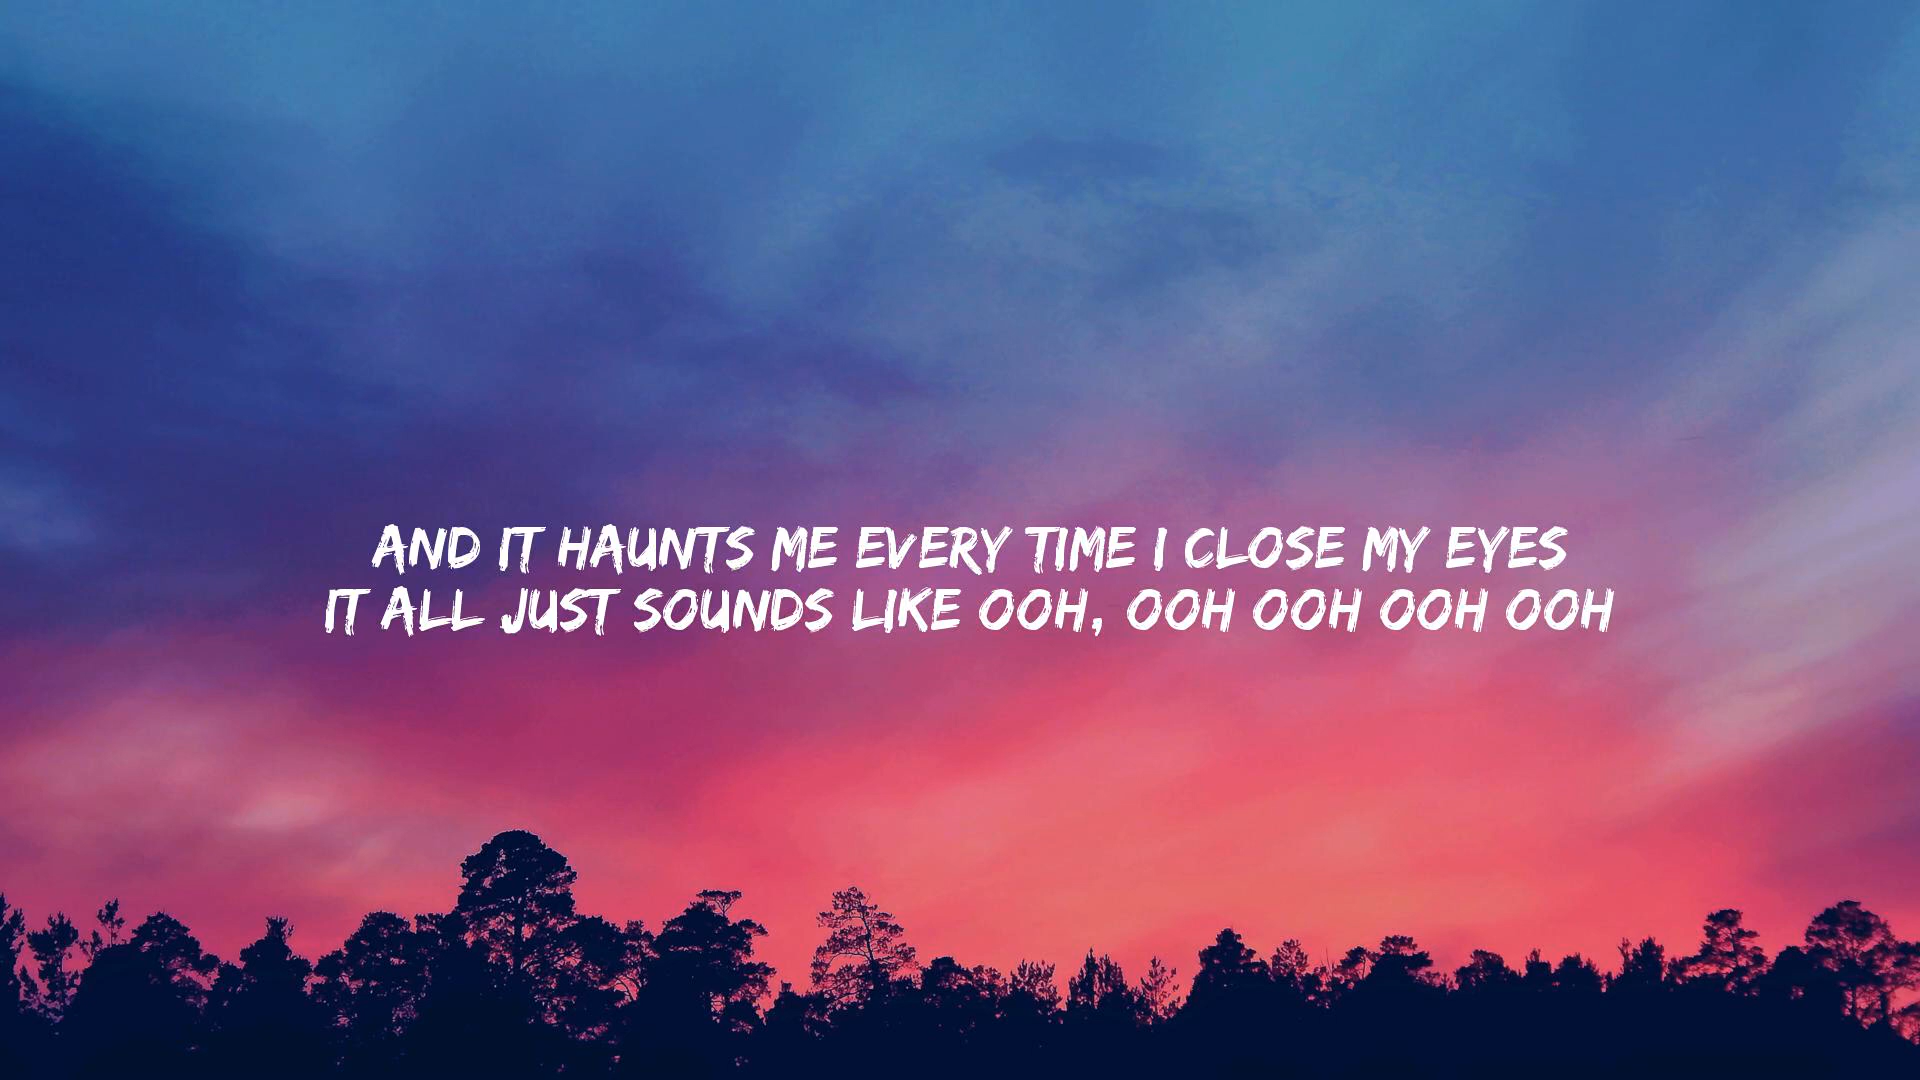 AND IT HAUNTS ME EVERY TIME I CLOSE MY EYES
IT ALL JUST SOUNDS LIKE OOH, OOH OOH OOH OOH